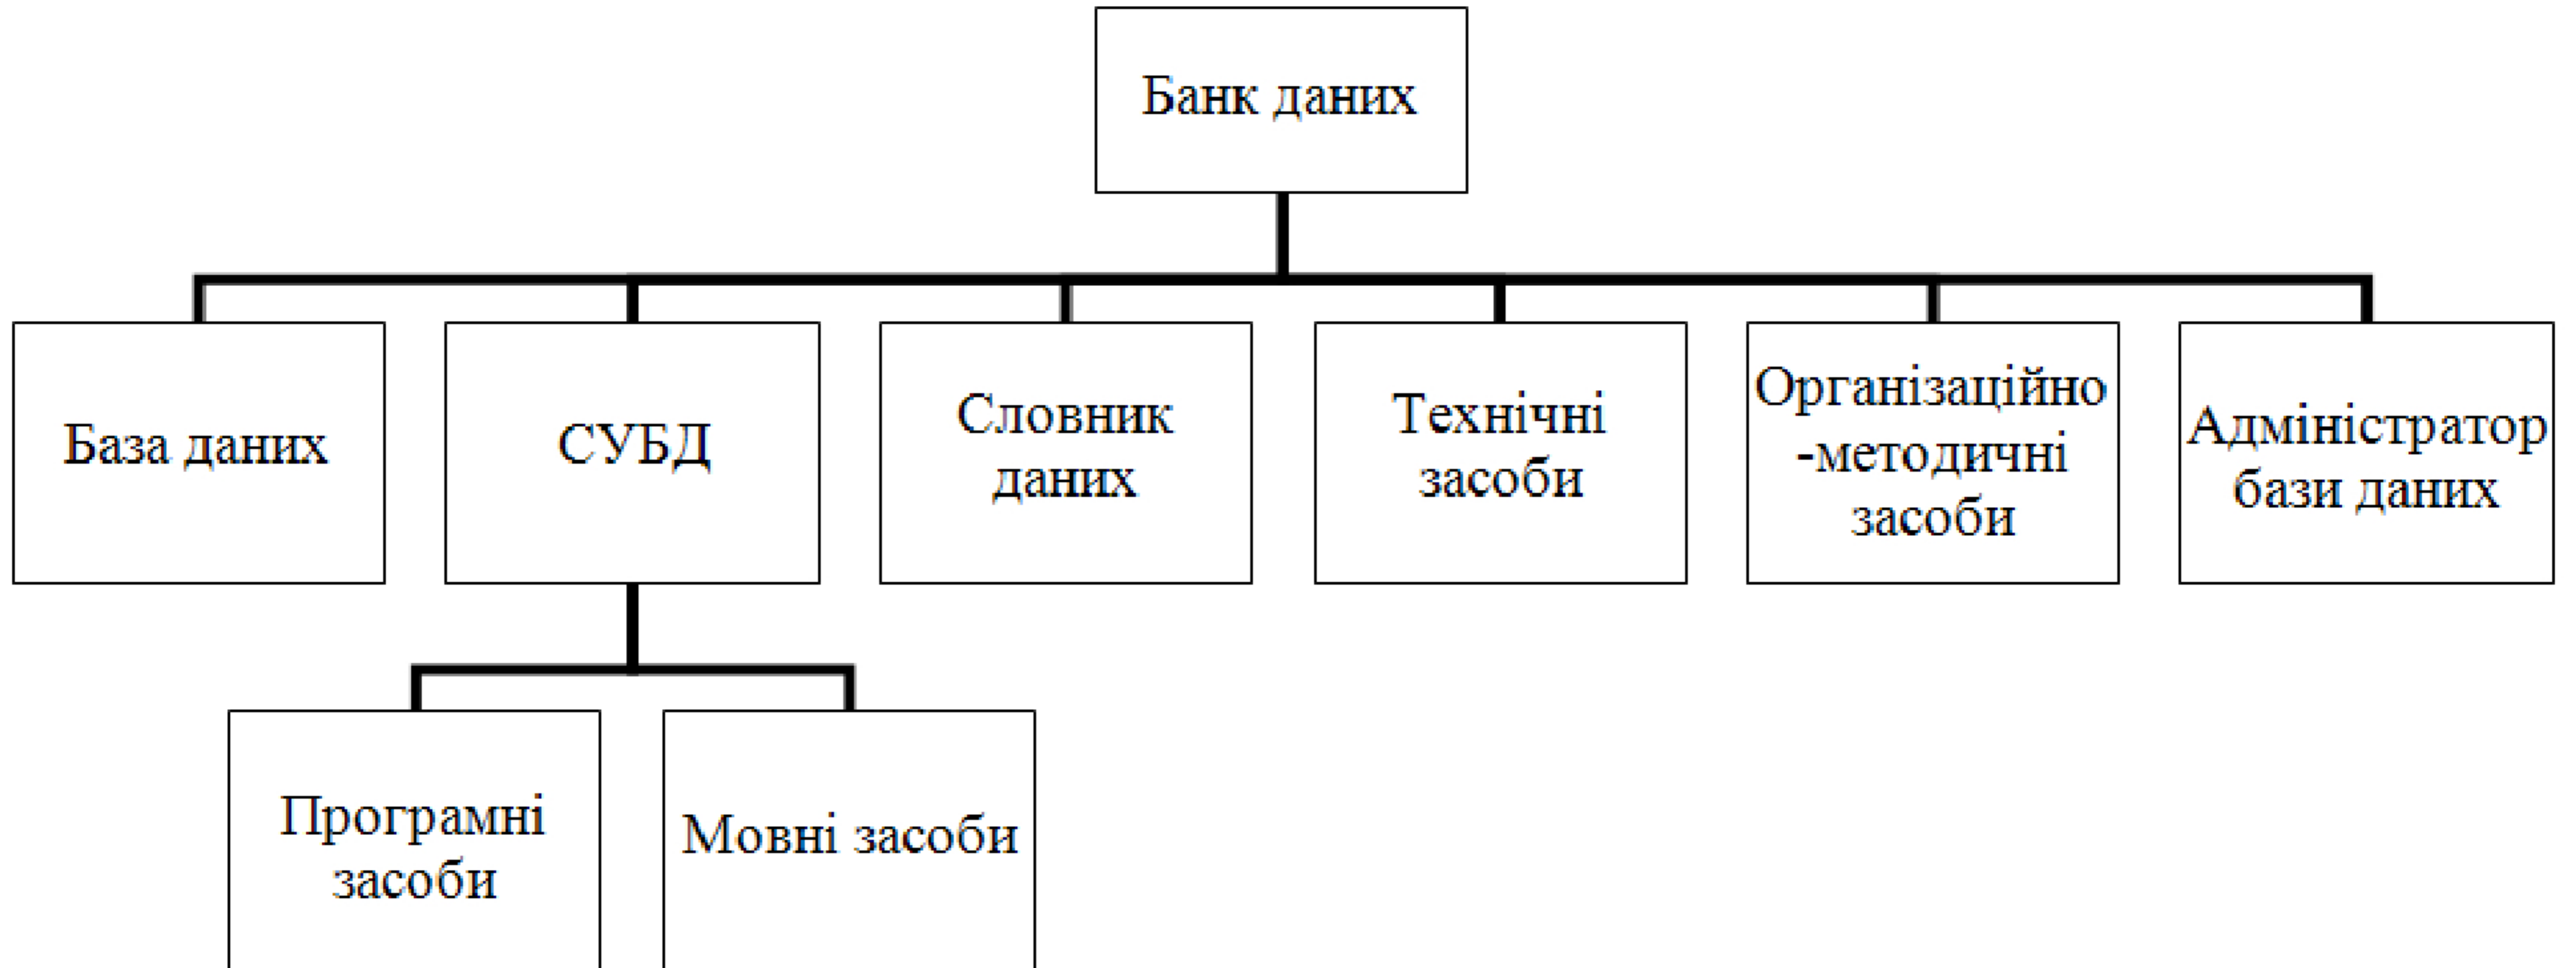 Банк даних
База даних
СУБД
Словник
даних
Технічні
засоби
Організаційно
-методичні
засоби
Адміністратор
бази даних
Програмні
засоби
Мовні засоби